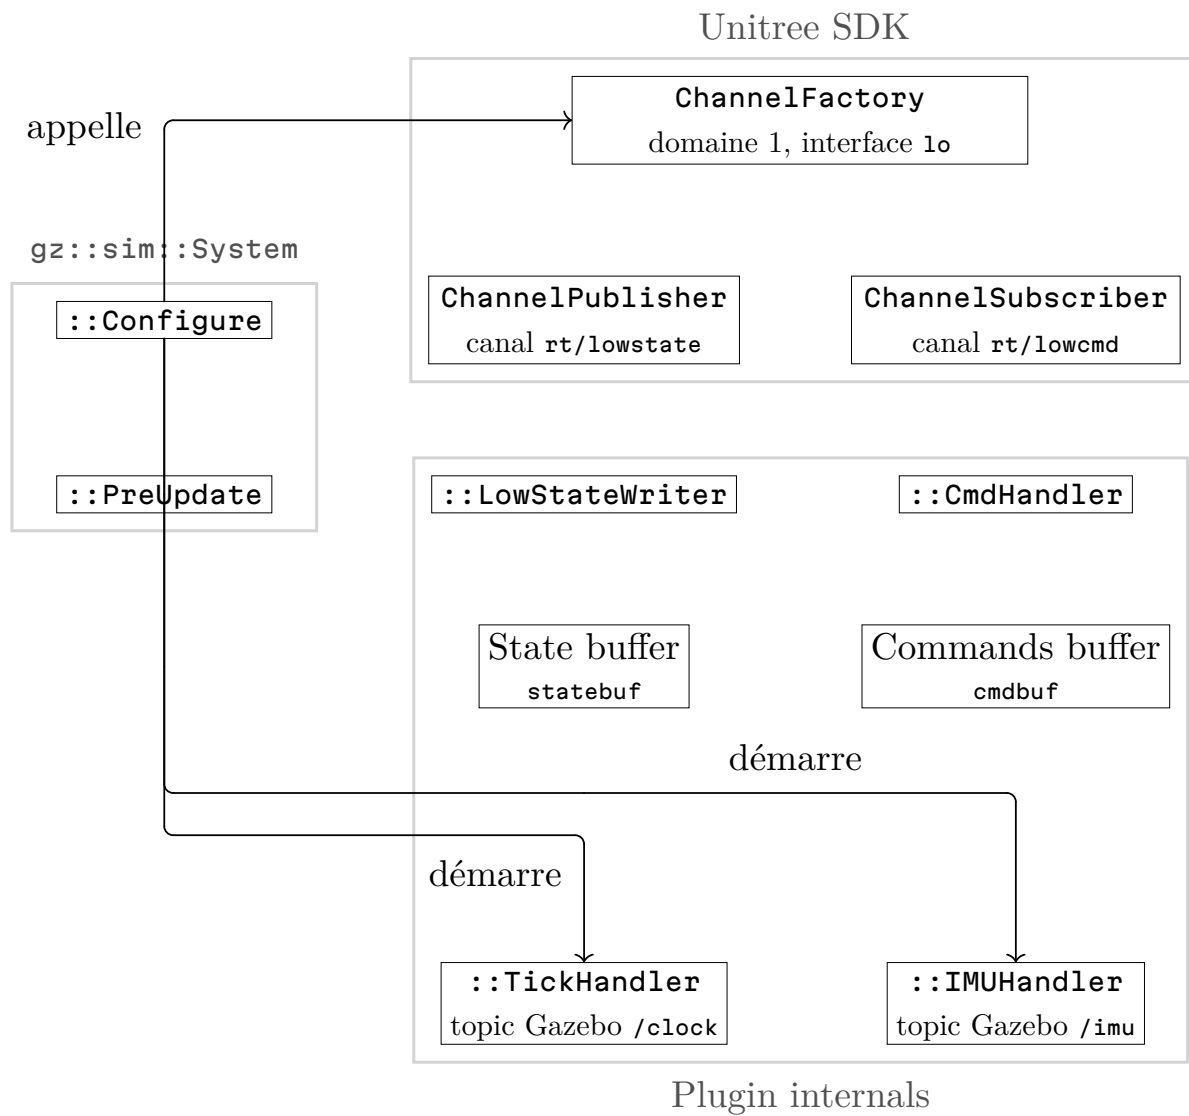 Unitree SDK
ChannelFactory
domaine 1, interface lo
appelle
gz::sim::System
::Configure
ChannelPublisher
canal rt/lowstate
ChannelSubscriber
canal rt/lowcmd
::PreUpdate
::LowStateWriter
::CmdHandler
State buffer
statebuf
Commands buffer
cmdbuf
démarre
démarre
::TickHandler
topic Gazebo /clock
::IMUHandler
topic Gazebo /imu
Plugin internals